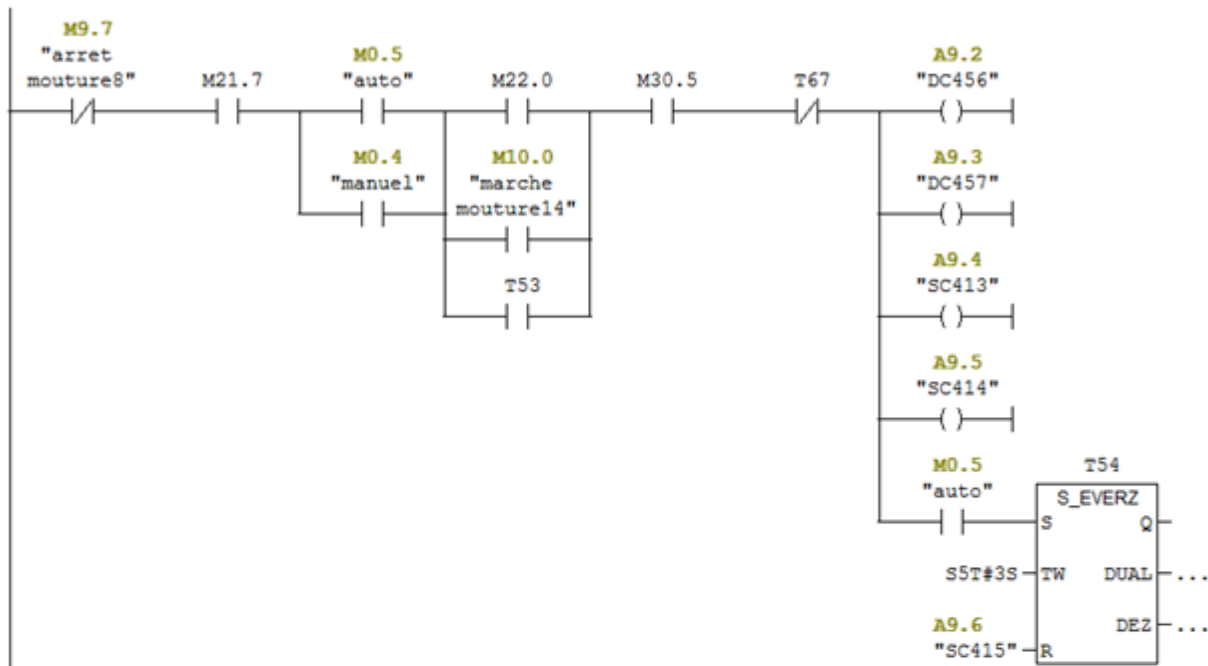 M9.7
"arret
mouture8"
M21.7
M0.5
"auto"
M22.0
M30.5
T67
A9.2
"DC456"
M0.4
"manuel"
M10.0
"marche
mouture14"
A9.3
"DC457"
T53
A9.4
"SC413"
A9.5
"SC414"
M0.5
"auto"
T54
S_EVERZ
S Q
S5T#3S TW DUAL ...
A9.6
"SC415" R
DEZ ...